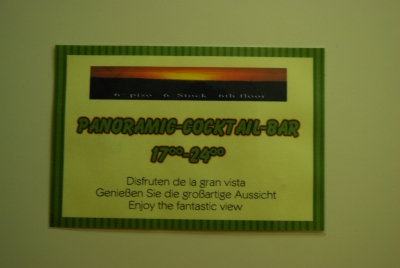 6° piso 6. Stock 6th floor
PANORAMIC-COCKTAIL-BAR
17⁰⁰-24⁰⁰
Disfruten de la gran vista
Genießen Sie die großartige Aussicht
Enjoy the fantastic view